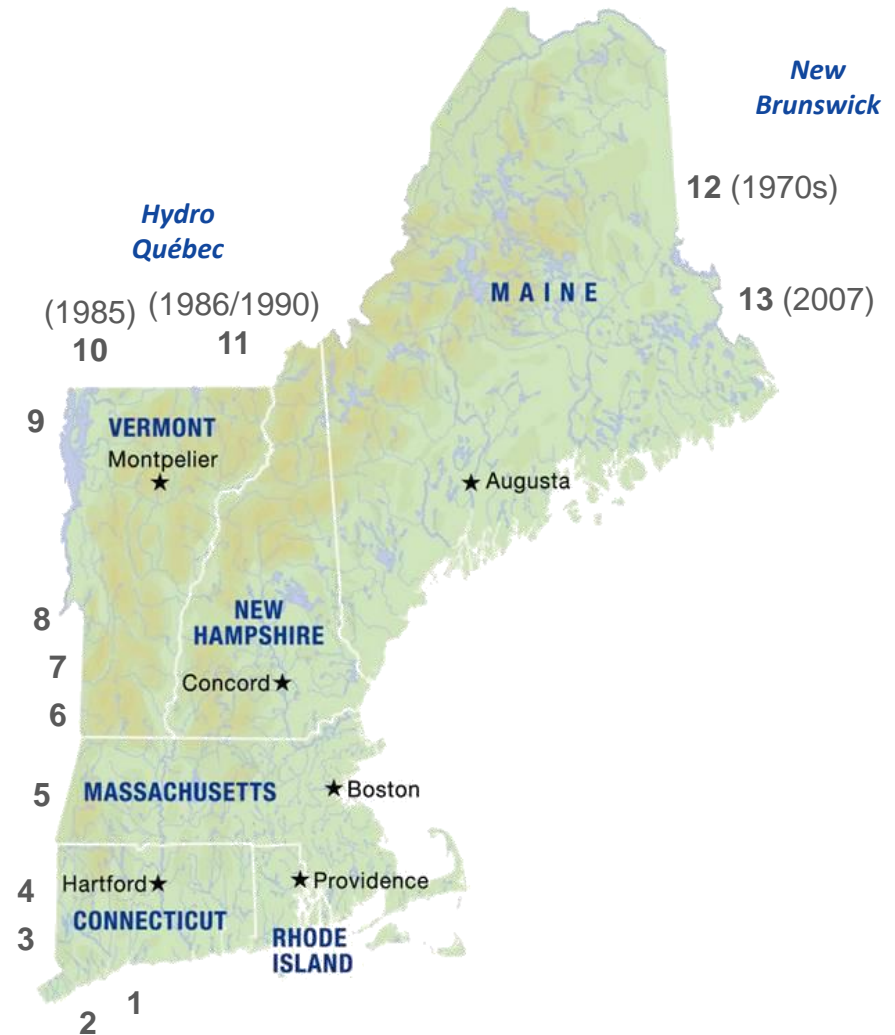 New
Brunswick
12 (1970s)
Hydro
Québec
MAINE
13 (2007)
(1985) (1986/1990)
10 11
9
VERMONT
Montpelier
Augusta
8
NEW
HAMPSHIRE
7
Concord
6
5
MASSACHUSETTS
Boston
4
Hartford
Providence
CONNECTICUT
3
RHODE
ISLAND
1
2